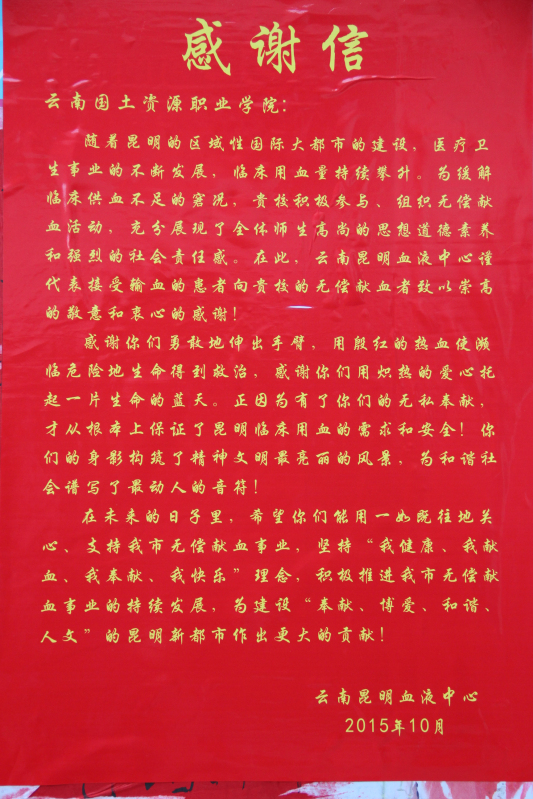 感谢信
云南国土资源职业学院：
随着昆明的区域性国际大都市的建设，医疗卫
生事业的不断发展，临床用血量持续攀升。为缓解
临床供血不足的窘况，贵校积极参与、组织无偿献
血活动，充分展现了全体师生高尚的思想道德素养
和强烈的社会责任感。在此，云南昆明血液中心谨
代表接受输血的患者向贵校的无偿献血者致以崇高
的敬意和衷心的感谢！
感谢你们勇敢地伸出手臂，用殷红的热血使濒
临危险地生命得到救治，感谢你们用炽热的爱心托
起一片生命的蓝天。正因为有了你们的无私奉献，
才从根本上保证了昆明临床用血的需求和安全！你
们的身影构筑了精神文明最亮丽的风景，为和谐社
会谱写了最动人的音符！
在未来的日子里，希望你们能用一如既往地关
心、支持我市无偿献血事业，坚持“我健康、我献
血、我奉献、我快乐”理念，积极推进我市无偿献
血事业的持续发展，为建设“奉献、博爱、和谐、
人文”的昆明新都市作出更大的贡献！
云南昆明血液中心
2015年10月